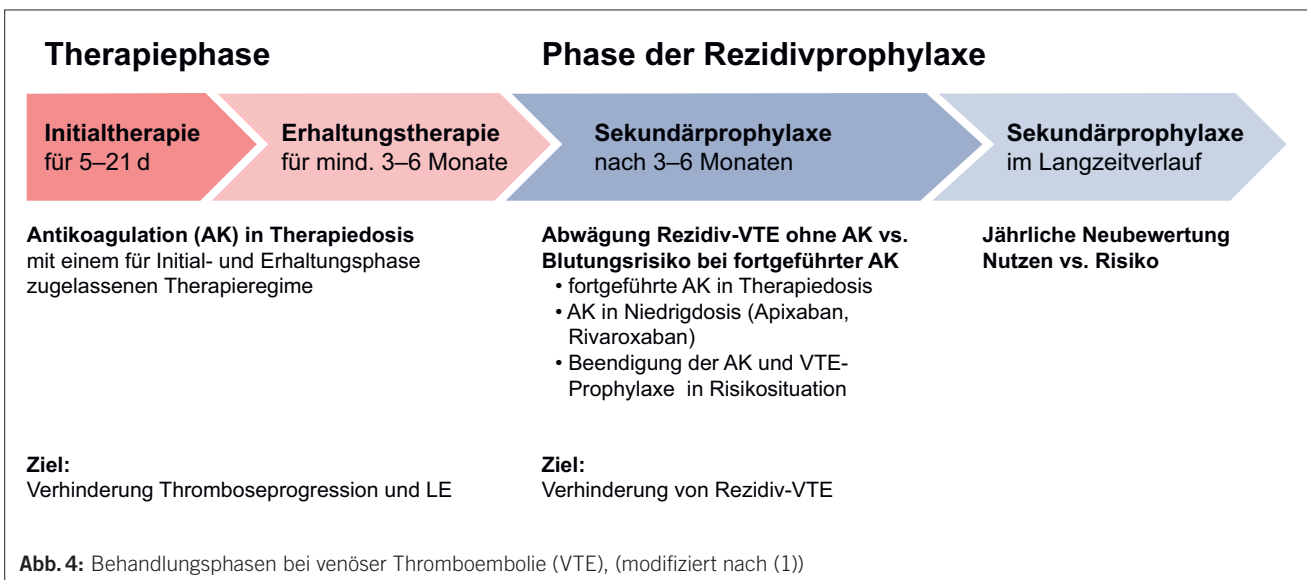 Therapiephase
Phase der Rezidivprophylaxe
Initialtherapie
für 5–21 d
Erhaltungstherapie
für mind. 3–6 Monate
Sekundärprophylaxe
nach 3–6 Monaten
Sekundärprophylaxe
im Langzeitverlauf
Antikoagulation (AK) in Therapiedosis
mit einem für Initial- und Erhaltungsphase
zugelassenen Therapieregime
Abwägung Rezidiv-VTE ohne AK vs.
Blutungsrisiko bei fortgeführter AK
• fortgeführte AK in Therapiedosis
• AK in Niedrigdosis (Apixaban,
Rivaroxaban)
• Beendigung der AK und VTE-
Prophylaxe in Risikosituation
Jährliche Neubewertung
Nutzen vs. Risiko
Ziel:
Verhinderung Thromboseprogression und LE
Ziel:
Verhinderung von Rezidiv-VTE
Abb. 4: Behandlungsphasen bei venöser Thromboembolie (VTE), (modifiziert nach (1))